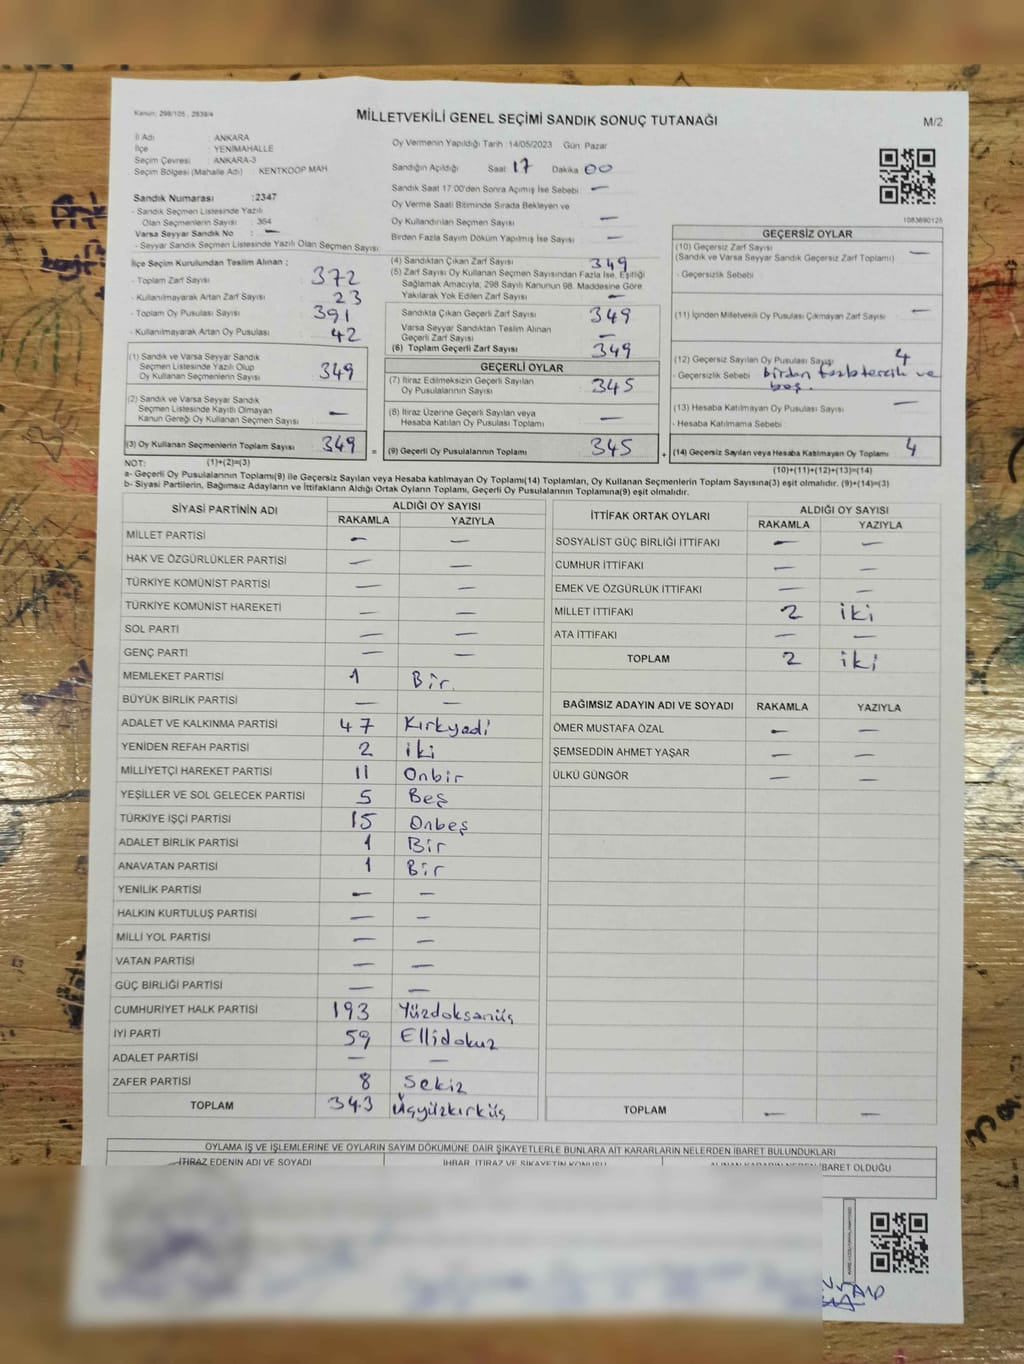 Kanun: 298/105 , 2839/4
MİLLETVEKİLİ GENEL SEÇİMİ SANDIK SONUÇ TUTANAĞI
M/2
İl Adı : ANKARA
İlçe : YENİMAHALLE
Seçim Çevresi : ANKARA-3
Seçim Bölgesi (Mahalle Adı) : KENTKOOP MAH
Oy Vermenin Yapıldığı Tarih :14/05/2023 Gün: Pazar
Sandığın Açıldığı Saat 17 Dakika 00
Sandık Saat 17:00'den Sonra Açılmış İse Sebebi —
Oy Verme Saati Bitiminde Sırada Bekleyen ve
Oy Kullandırılan Seçmen Sayısı —
Birden Fazla Sayım Döküm Yapılmış İse Sayısı —
1083690125
Sandık Numarası :2347
- Sandık Seçmen Listesinde Yazılı
Olan Seçmenlerin Sayısı : 364
Varsa Seyyar Sandık No —
- Seyyar Sandık Seçmen Listesinde Yazılı Olan Seçmen Sayısı:
İlçe Seçim Kurulundan Teslim Alınan ;
- Toplam Zarf Sayısı : 372
- Kullanılmayarak Artan Zarf Sayısı : 23
- Toplam Oy Pusulası Sayısı : 391
- Kullanılmayarak Artan Oy Pusulası : 42
(1) Sandık ve Varsa Seyyar Sandık
Seçmen Listesinde Yazılı Olup
Oy Kullanan Seçmenlerin Sayısı 349
(2) Sandık ve Varsa Seyyar Sandık
Seçmen Listesinde Kayıtlı Olmayan
Kanun Gereği Oy Kullanan Seçmen Sayısı —
(3) Oy Kullanan Seçmenlerin Toplam Sayısı 349 =
(4) Sandıktan Çıkan Zarf Sayısı 349
(5) Zarf Sayısı Oy Kullanan Seçmen Sayısından Fazla İse, Eşitliği
Sağlamak Amacıyla, 298 Sayılı Kanunun 98. Maddesine Göre
Yakılarak Yok Edilen Zarf Sayısı —
Sandıkta Çıkan Geçerli Zarf Sayısı 349
Varsa Seyyar Sandıktan Teslim Alınan
Geçerli Zarf Sayısı —
(6) Toplam Geçerli Zarf Sayısı 349
GEÇERLİ OYLAR
(7) İtiraz Edilmeksizin Geçerli Sayılan
Oy Pusulalarının Sayısı 345
(8) İtiraz Üzerine Geçerli Sayılan veya
Hesaba Katılan Oy Pusulası Toplamı —
(9) Geçerli Oy Pusulalarının Toplamı 345 +
GEÇERSİZ OYLAR
(10) Geçersiz Zarf Sayısı
(Sandık ve Varsa Seyyar Sandık Geçersiz Zarf Toplamı) —
- Geçersizlik Sebebi :
(11) İçinden Milletvekili Oy Pusulası Çıkmayan Zarf Sayısı —
(12) Geçersiz Sayılan Oy Pusulası Sayısı 4
- Geçersizlik Sebebi : birden fazla tercih ve
boş.
(13) Hesaba Katılmayan Oy Pusulası Sayısı —
- Hesaba Katılmama Sebebi :
(14) Geçersiz Sayılan veya Hesaba Katılmayan Oy Toplamı 4
NOT: (1)+(2)=(3)
(10)+(11)+(12)+(13)=(14)
a- Geçerli Oy Pusulalarının Toplamı(9) ile Geçersiz Sayılan veya Hesaba katılmayan Oy Toplamı(14) Toplamları, Oy Kullanan Seçmenlerin Toplam Sayısına(3) eşit olmalıdır. (9)+(14)=(3)
b- Siyasi Partilerin, Bağımsız Adayların ve İttifakların Aldığı Ortak Oyların Toplamı, Geçerli Oy Pusulalarının Toplamına(9) eşit olmalıdır.
SİYASİ PARTİNİN ADI ALDIĞI OY SAYISI
RAKAMLA YAZIYLA
MİLLET PARTİSİ — —
HAK VE ÖZGÜRLÜKLER PARTİSİ — —
TÜRKİYE KOMÜNİST PARTİSİ — —
TÜRKİYE KOMÜNİST HAREKETİ — —
SOL PARTİ — —
GENÇ PARTİ — —
MEMLEKET PARTİSİ 1 Bir.
BÜYÜK BİRLİK PARTİSİ — —
ADALET VE KALKINMA PARTİSİ 47 Kırkyedi
YENİDEN REFAH PARTİSİ 2 iki
MİLLİYETÇİ HAREKET PARTİSİ 11 Onbir
YEŞİLLER VE SOL GELECEK PARTİSİ 5 Beş
TÜRKİYE İŞÇİ PARTİSİ 15 Onbeş
ADALET BİRLİK PARTİSİ 1 Bir
ANAVATAN PARTİSİ 1 Bir
YENİLİK PARTİSİ — —
HALKIN KURTULUŞ PARTİSİ — —
MİLLİ YOL PARTİSİ — —
VATAN PARTİSİ — —
GÜÇ BİRLİĞİ PARTİSİ — —
CUMHURİYET HALK PARTİSİ 193 Yüzdoksanüç
İYİ PARTİ 59 Ellidokuz
ADALET PARTİSİ — —
ZAFER PARTİSİ 8 Sekiz
TOPLAM 343 Üçyüzkırküç
İTTİFAK ORTAK OYLARI ALDIĞI OY SAYISI
RAKAMLA YAZIYLA
SOSYALİST GÜÇ BİRLİĞİ İTTİFAKI — —
CUMHUR İTTİFAKI — —
EMEK VE ÖZGÜRLÜK İTTİFAKI — —
MİLLET İTTİFAKI 2 iki
ATA İTTİFAKI — —
TOPLAM 2 iki
BAĞIMSIZ ADAYIN ADI VE SOYADI RAKAMLA YAZIYLA
ÖMER MUSTAFA ÖZAL — —
ŞEMSEDDİN AHMET YAŞAR — —
ÜLKÜ GÜNGÖR — —
TOPLAM — —
OYLAMA İŞ VE İŞLEMLERİNE VE OYLARIN SAYIM DÖKÜMÜNE DAİR ŞİKAYETLERLE BUNLARA AİT KARARLARIN NELERDEN İBARET BULUNDUKLARI
İTİRAZ EDENİN ADI VE SOYADI İHBAR, İTİRAZ VE ŞİKAYETİN KONUSU ALINAN KARARIN NEDEN İBARET OLDUĞU